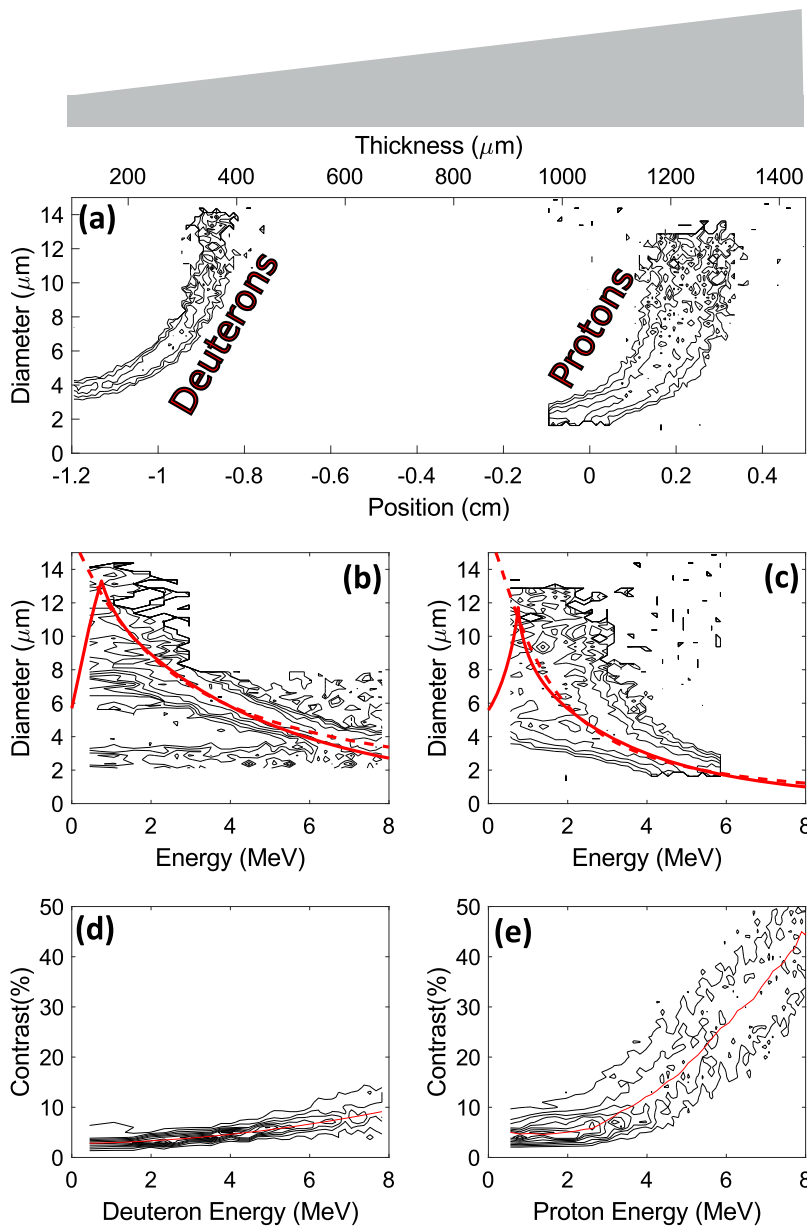 Thickness (μm)
200 400 600 800 1000 1200 1400
(a)
14
12
10
8
6
4
2
0
Diameter (μm)
Deuterons
Protons
-1.2 -1 -0.8 -0.6 -0.4 -0.2 0 0.2 0.4
Position (cm)
(b)
14
12
10
8
6
4
2
0
Diameter (μm)
0 2 4 6 8
Energy (MeV)
(c)
14
12
10
8
6
4
2
0
Diameter (μm)
0 2 4 6 8
Energy (MeV)
(d)
50
40
30
20
10
0
Contrast(%)
0 2 4 6 8
Deuteron Energy (MeV)
(e)
50
40
30
20
10
0
Contrast(%)
0 2 4 6 8
Proton Energy (MeV)